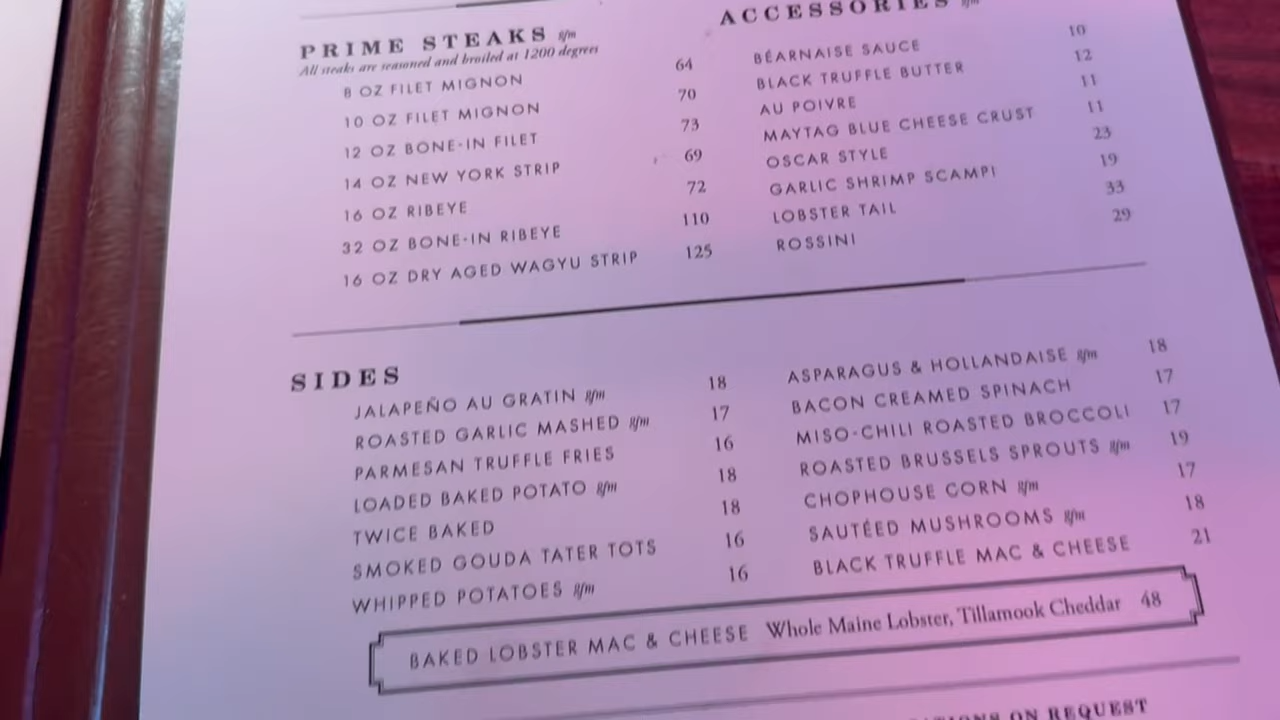 PRIME STEAKS &fm
All steaks are seasoned and broiled at 1200 degrees
8 OZ FILET MIGNON 64
10 OZ FILET MIGNON 70
12 OZ BONE-IN FILET 73
14 OZ NEW YORK STRIP 69
16 OZ RIBEYE 72
32 OZ BONE-IN RIBEYE 110
16 OZ DRY AGED WAGYU STRIP 125
ACCESSORIES
BÉARNAISE SAUCE 10
BLACK TRUFFLE BUTTER 12
AU POIVRE 11
MAYTAG BLUE CHEESE CRUST 11
OSCAR STYLE 23
GARLIC SHRIMP SCAMPI 19
LOBSTER TAIL 33
ROSSINI 29
SIDES
JALAPEÑO AU GRATIN 18
ROASTED GARLIC MASHED 17
PARMESAN TRUFFLE FRIES 16
LOADED BAKED POTATO 18
TWICE BAKED 18
SMOKED GOUDA TATER TOTS 16
WHIPPED POTATOES 16
ASPARAGUS & HOLLANDAISE 18
BACON CREAMED SPINACH 17
MISO-CHILI ROASTED BROCCOLI 17
ROASTED BRUSSELS SPROUTS 19
CHOPHOUSE CORN 17
SAUTÉED MUSHROOMS 18
BLACK TRUFFLE MAC & CHEESE 21
BAKED LOBSTER MAC & CHEESE Whole Maine Lobster, Tillamook Cheddar 48
ON REQUEST